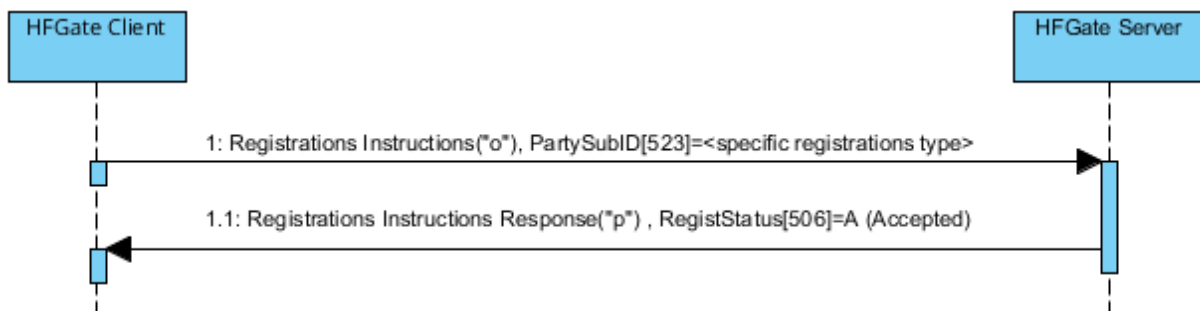 HFGate Client
HFGate Server
1: Registrations Instructions("o"), PartySubID[523]=<specific registrations type>
1.1: Registrations Instructions Response("p") , RegistStatus[506]=A (Accepted)